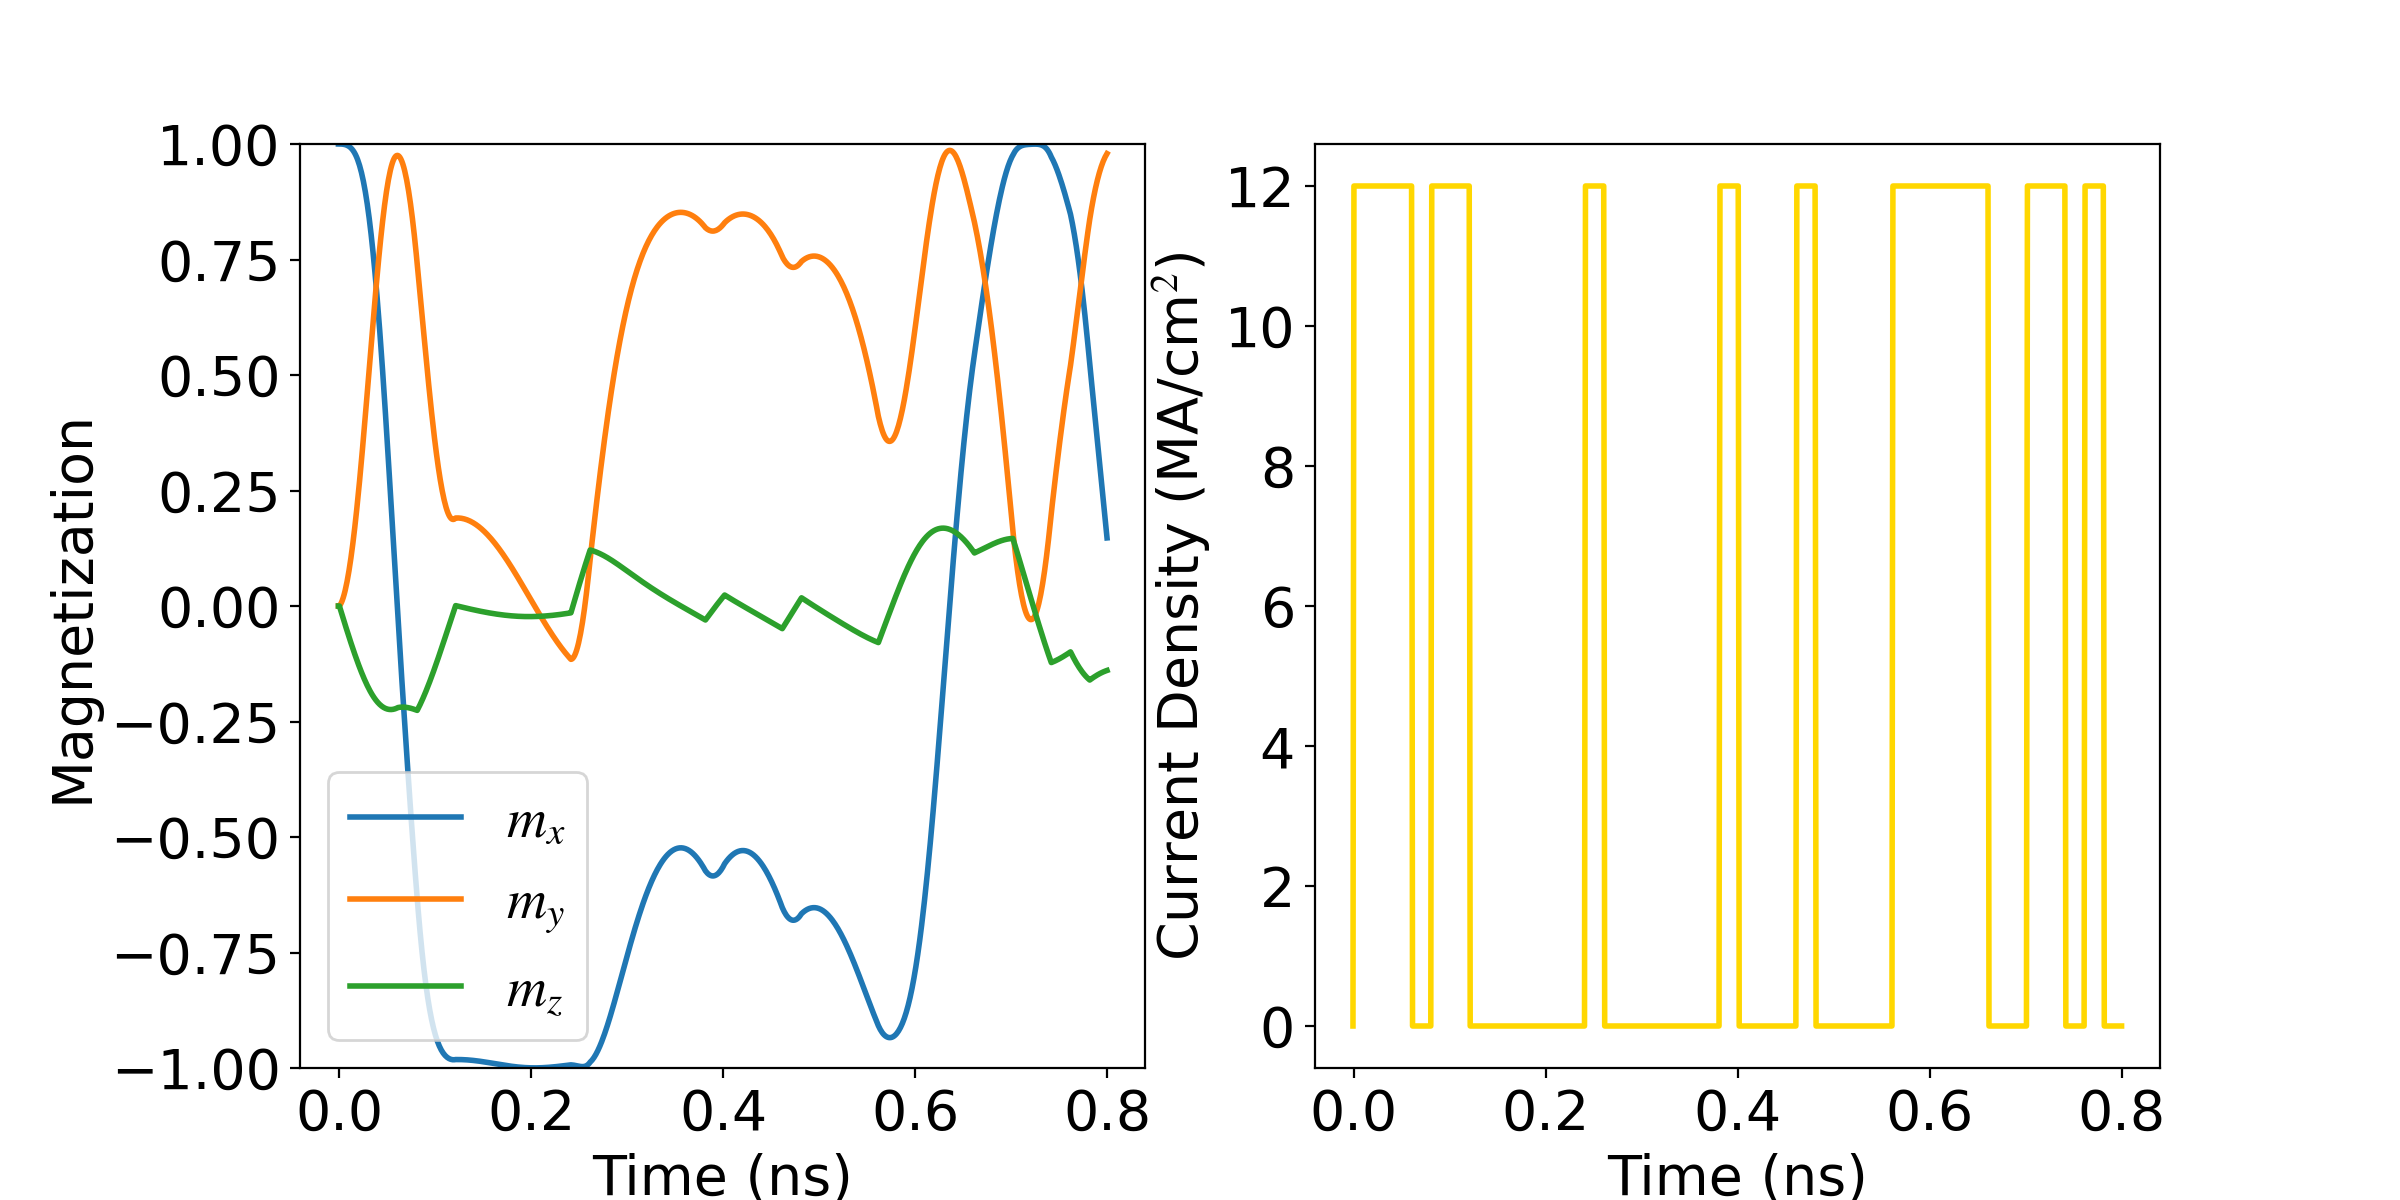 1.00
0.75
0.50
0.25
0.00
−0.25
−0.50
−0.75
−1.00
Magnetization
m_x
m_y
m_z
0.0 0.2 0.4 0.6 0.8
Time (ns)
12
10
8
6
4
2
0
Current Density (MA/cm²)
0.0 0.2 0.4 0.6 0.8
Time (ns)